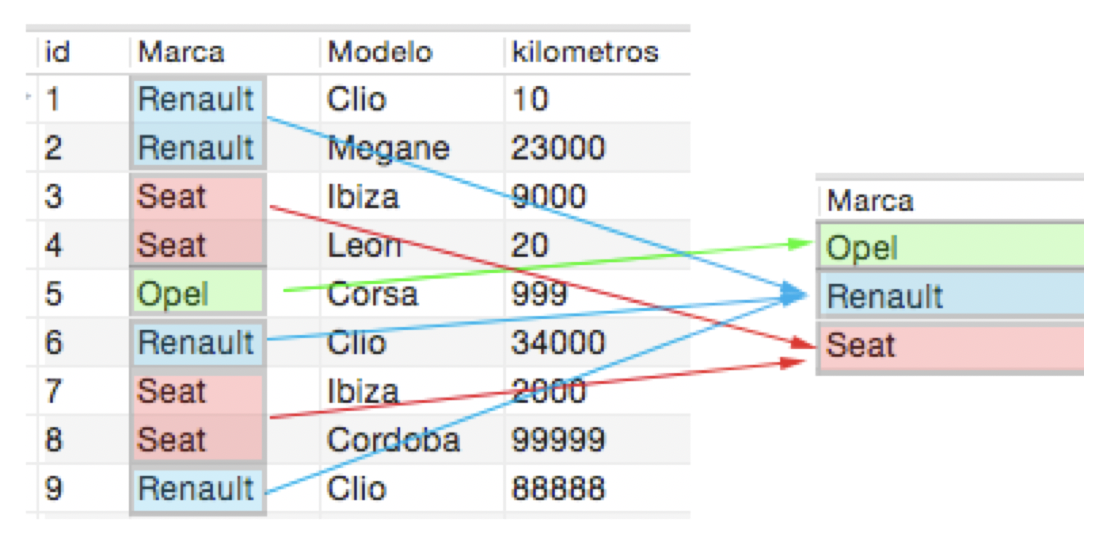 id Marca Modelo kilometros
1 Renault Clio 10
2 Renault Megane 23000
3 Seat Ibiza 9000
4 Seat Leon 20
5 Opel Corsa 999
6 Renault Clio 34000
7 Seat Ibiza 2000
8 Seat Cordoba 99999
9 Renault Clio 88888
Marca
Opel
Renault
Seat